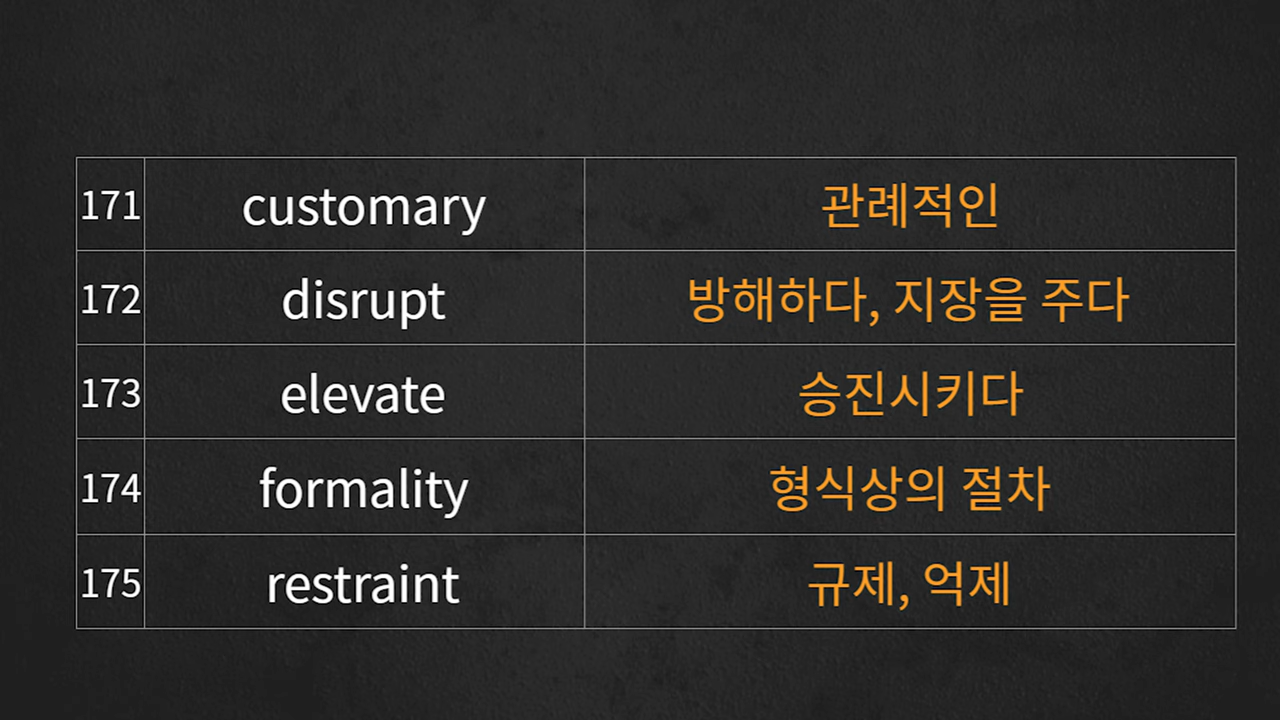 171 customary 관례적인
172 disrupt 방해하다, 지장을 주다
173 elevate 승진시키다
174 formality 형식상의 절차
175 restraint 규제, 억제